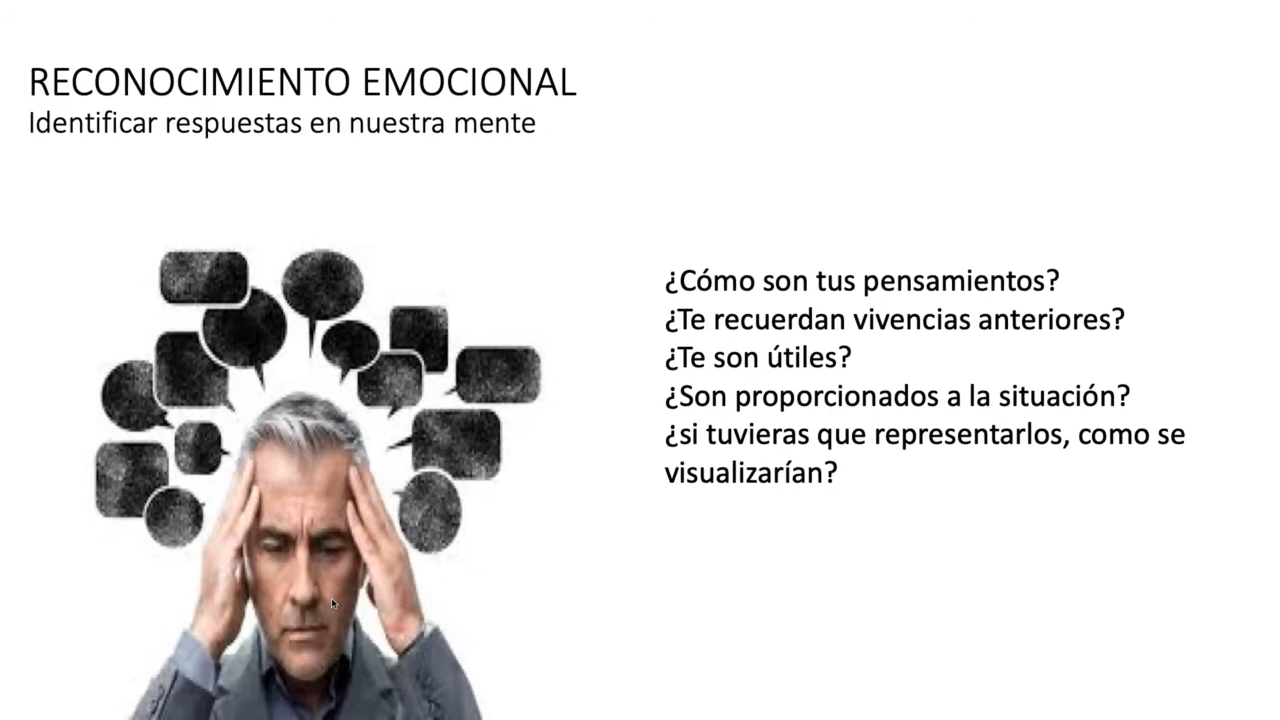 RECONOCIMIENTO EMOCIONAL
Identificar respuestas en nuestra mente
¿Cómo son tus pensamientos?
¿Te recuerdan vivencias anteriores?
¿Te son útiles?
¿Son proporcionados a la situación?
¿si tuvieras que representarlos, como se
visualizarían?